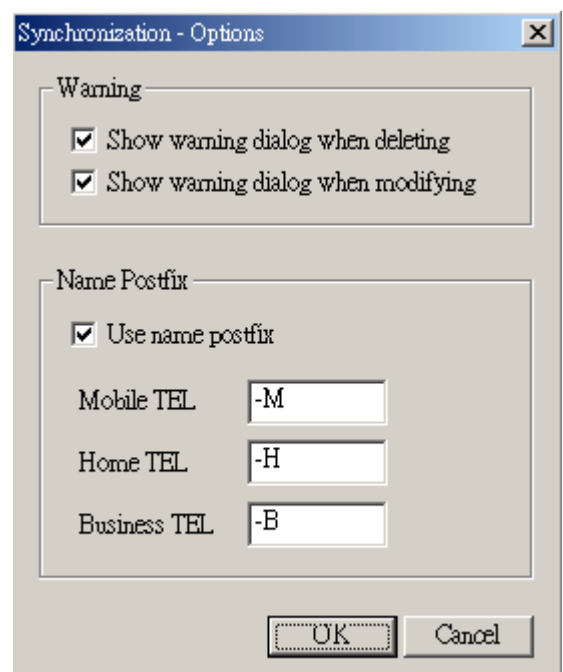 Synchronization - Options
Warning
Show warning dialog when deleting
Show warning dialog when modifying
Name Postfix
Use name postfix
Mobile TEL -M
Home TEL -H
Business TEL -B
OK Cancel